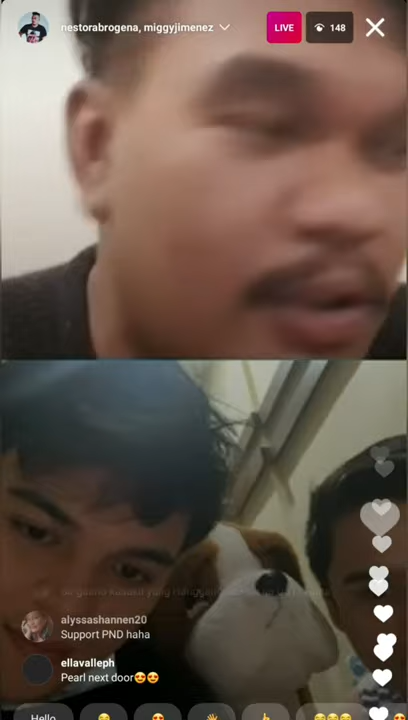 nestorabrogena, miggyjimenez
LIVE
148
alyssashannen20
Support PND haha
ellavalleph
Pearl next door😍😍
Hello